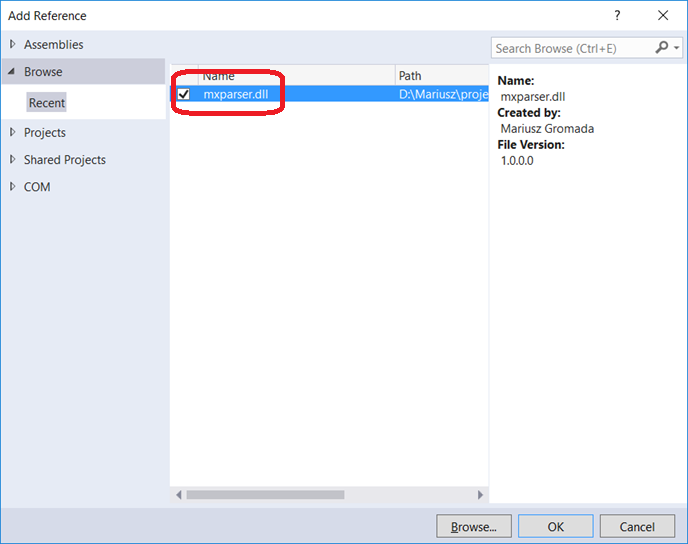 Add Reference
?
Assemblies
Search Browse (Ctrl+E)
Browse
Name
Path
Name:
mxparser.dll
D:\Mariusz\proje
mxparser.dll
Recent
Created by:
Mariusz Gromada
Projects
File Version:
1.0.0.0
Shared Projects
COM
Browse...
OK
Cancel